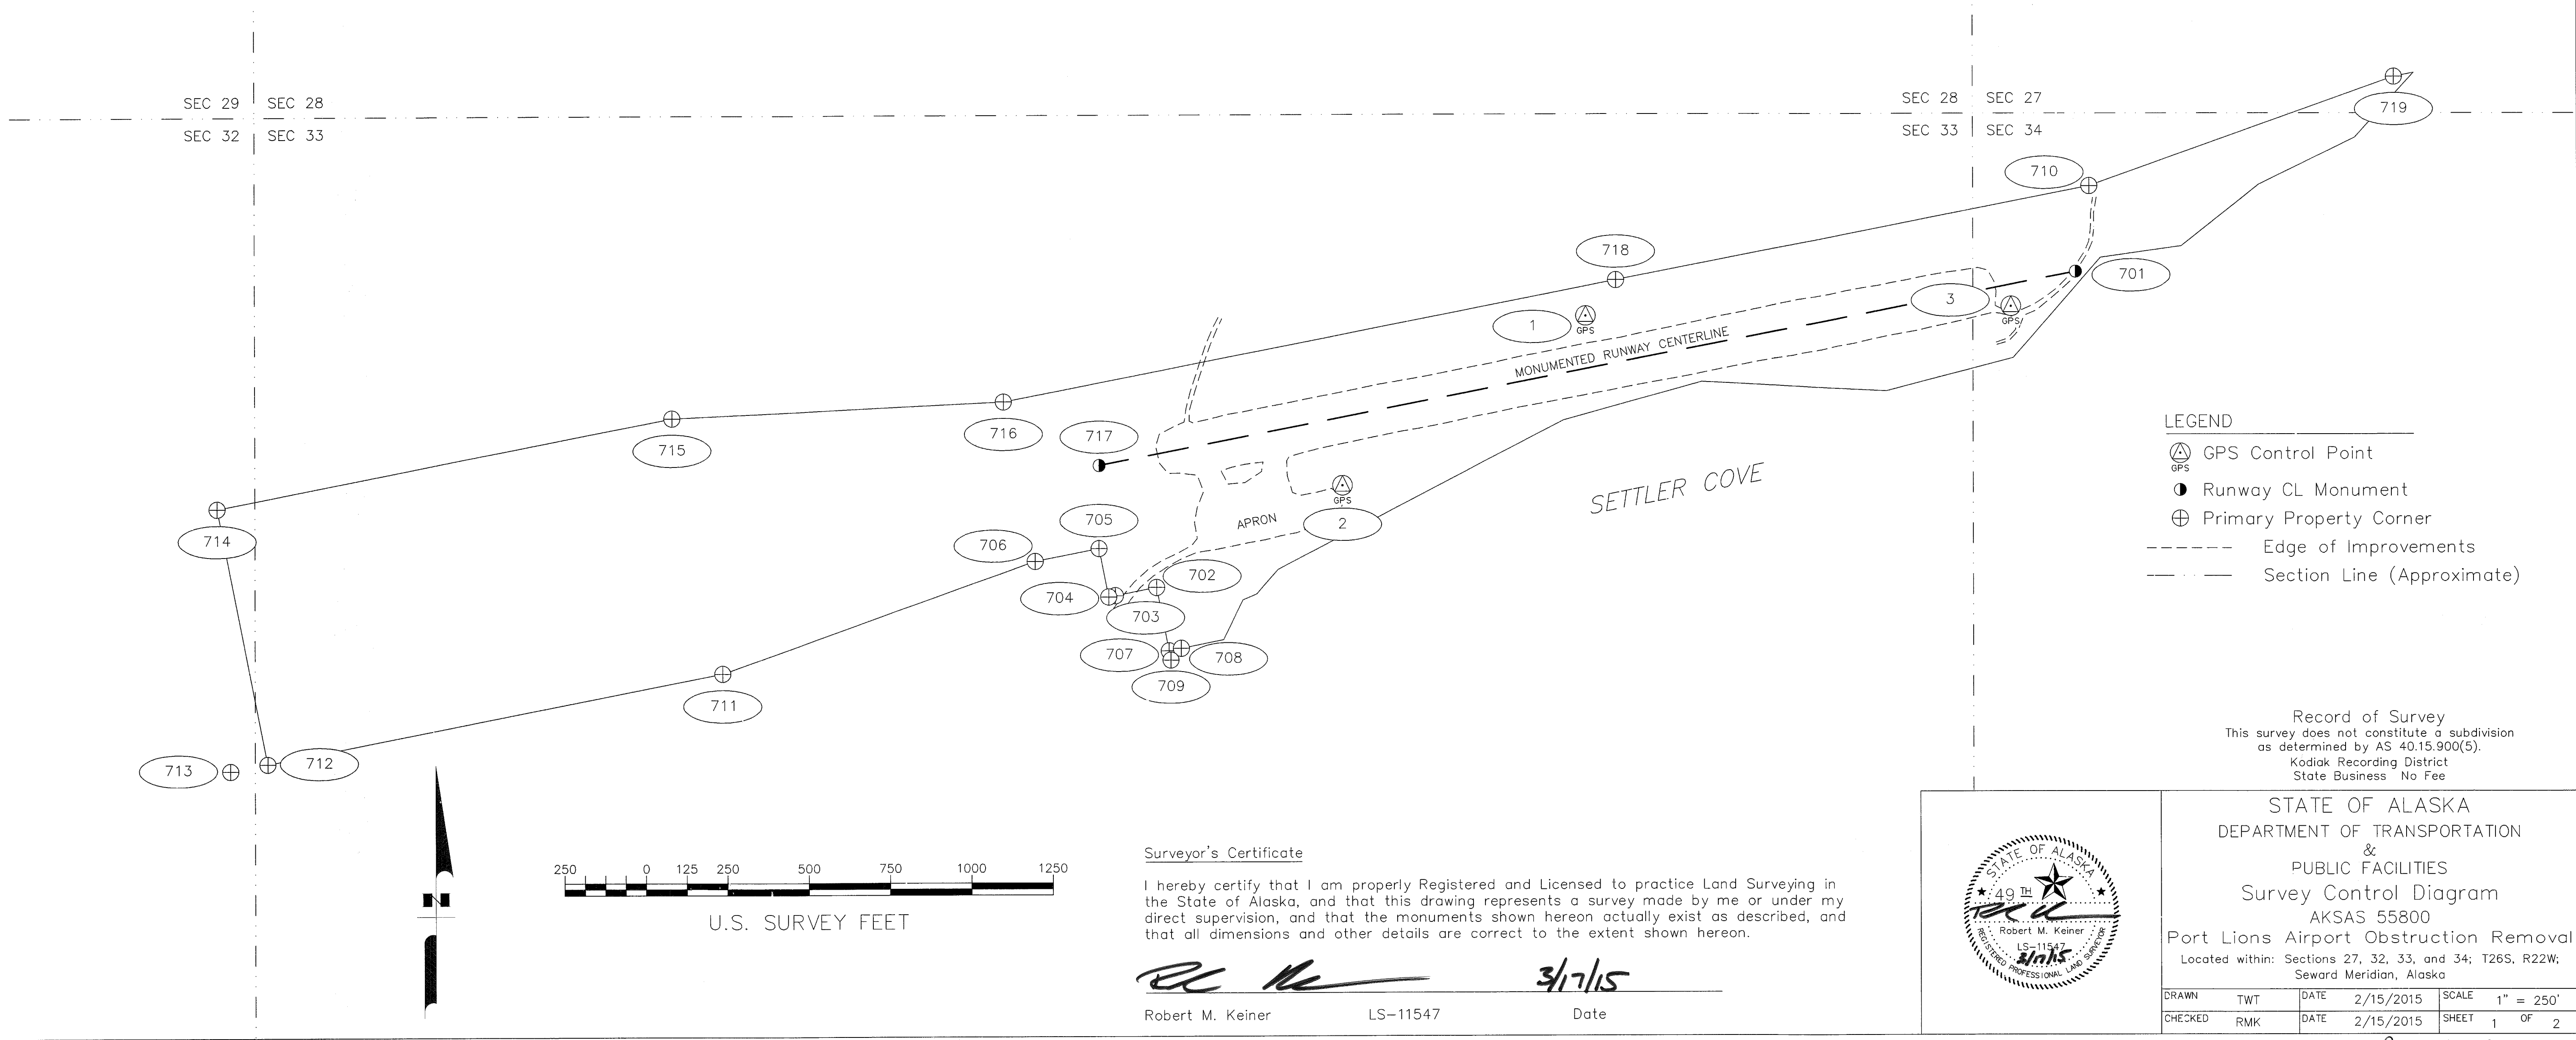 SEC 29 SEC 28
SEC 32 SEC 33
SEC 28 SEC 27
SEC 33 SEC 34
719
710
718
701
3
1
GPS
GPS
MONUMENTED RUNWAY CENTERLINE
716
717
715
714
705
706
APRON
GPS
2
SETTLER COVE
702
704
703
707
708
709
711
713
712
LEGEND
GPS
GPS Control Point
Runway CL Monument
Primary Property Corner
Edge of Improvements
Section Line (Approximate)
Record of Survey
This survey does not constitute a subdivision
as determined by AS 40.15.900(5).
Kodiak Recording District
State Business No Fee
N
250 0 125 250 500 750 1000 1250
U.S. SURVEY FEET
Surveyor's Certificate
I hereby certify that I am properly Registered and Licensed to practice Land Surveying in
the State of Alaska, and that this drawing represents a survey made by me or under my
direct supervision, and that the monuments shown hereon actually exist as described, and
that all dimensions and other details are correct to the extent shown hereon.
3/17/15
Robert M. Keiner LS-11547 Date
STATE OF ALASKA
49 TH
Robert M. Keiner
LS-11547
3/17/15
REGISTERED PROFESSIONAL LAND SURVEYOR
STATE OF ALASKA
DEPARTMENT OF TRANSPORTATION
&
PUBLIC FACILITIES
Survey Control Diagram
AKSAS 55800
Port Lions Airport Obstruction Removal
Located within: Sections 27, 32, 33, and 34; T26S, R22W;
Seward Meridian, Alaska
DRAWN TWT DATE 2/15/2015 SCALE 1" = 250'
CHECKED RMK DATE 2/15/2015 SHEET 1 OF 2